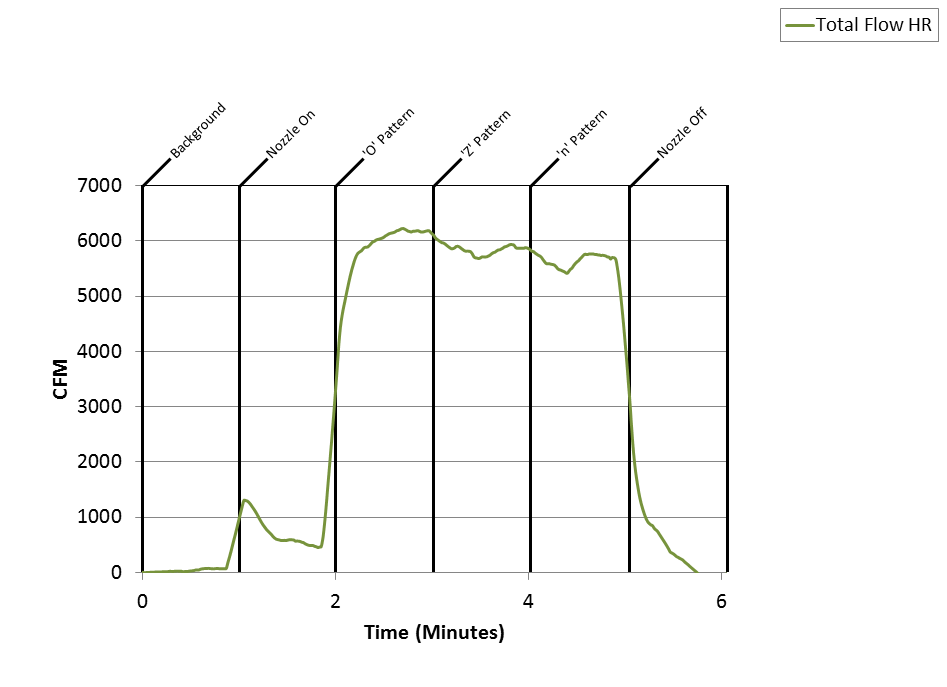 Total Flow HR
Background
Nozzle On
'O' Pattern
'Z' Pattern
'n' Pattern
Nozzle Off
7000
6000
5000
4000
3000
2000
1000
0
CFM
0
2
4
6
Time (Minutes)